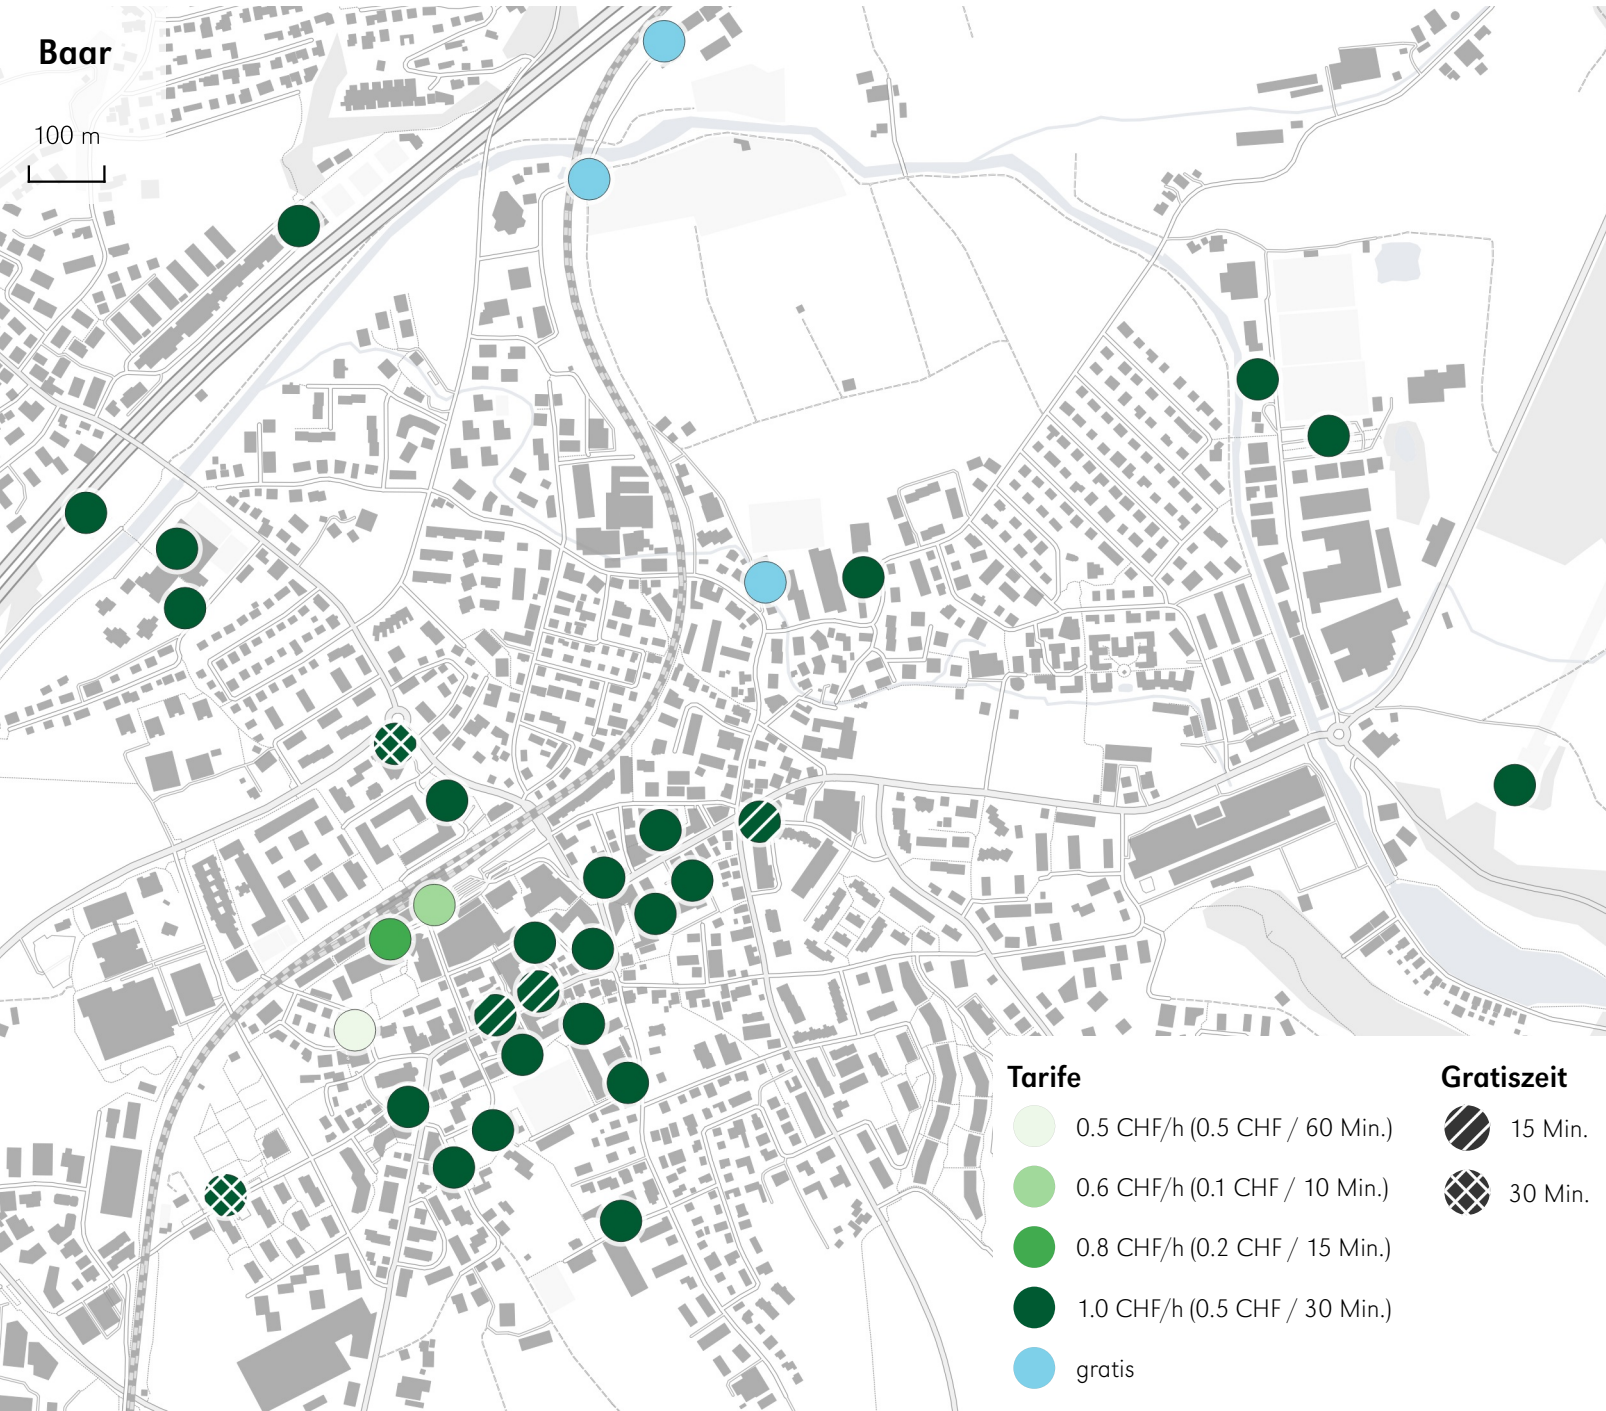 Baar
100 m
Tarife
0.5 CHF/h (0.5 CHF / 60 Min.)
0.6 CHF/h (0.1 CHF / 10 Min.)
0.8 CHF/h (0.2 CHF / 15 Min.)
1.0 CHF/h (0.5 CHF / 30 Min.)
gratis
Gratiszeit
15 Min.
30 Min.